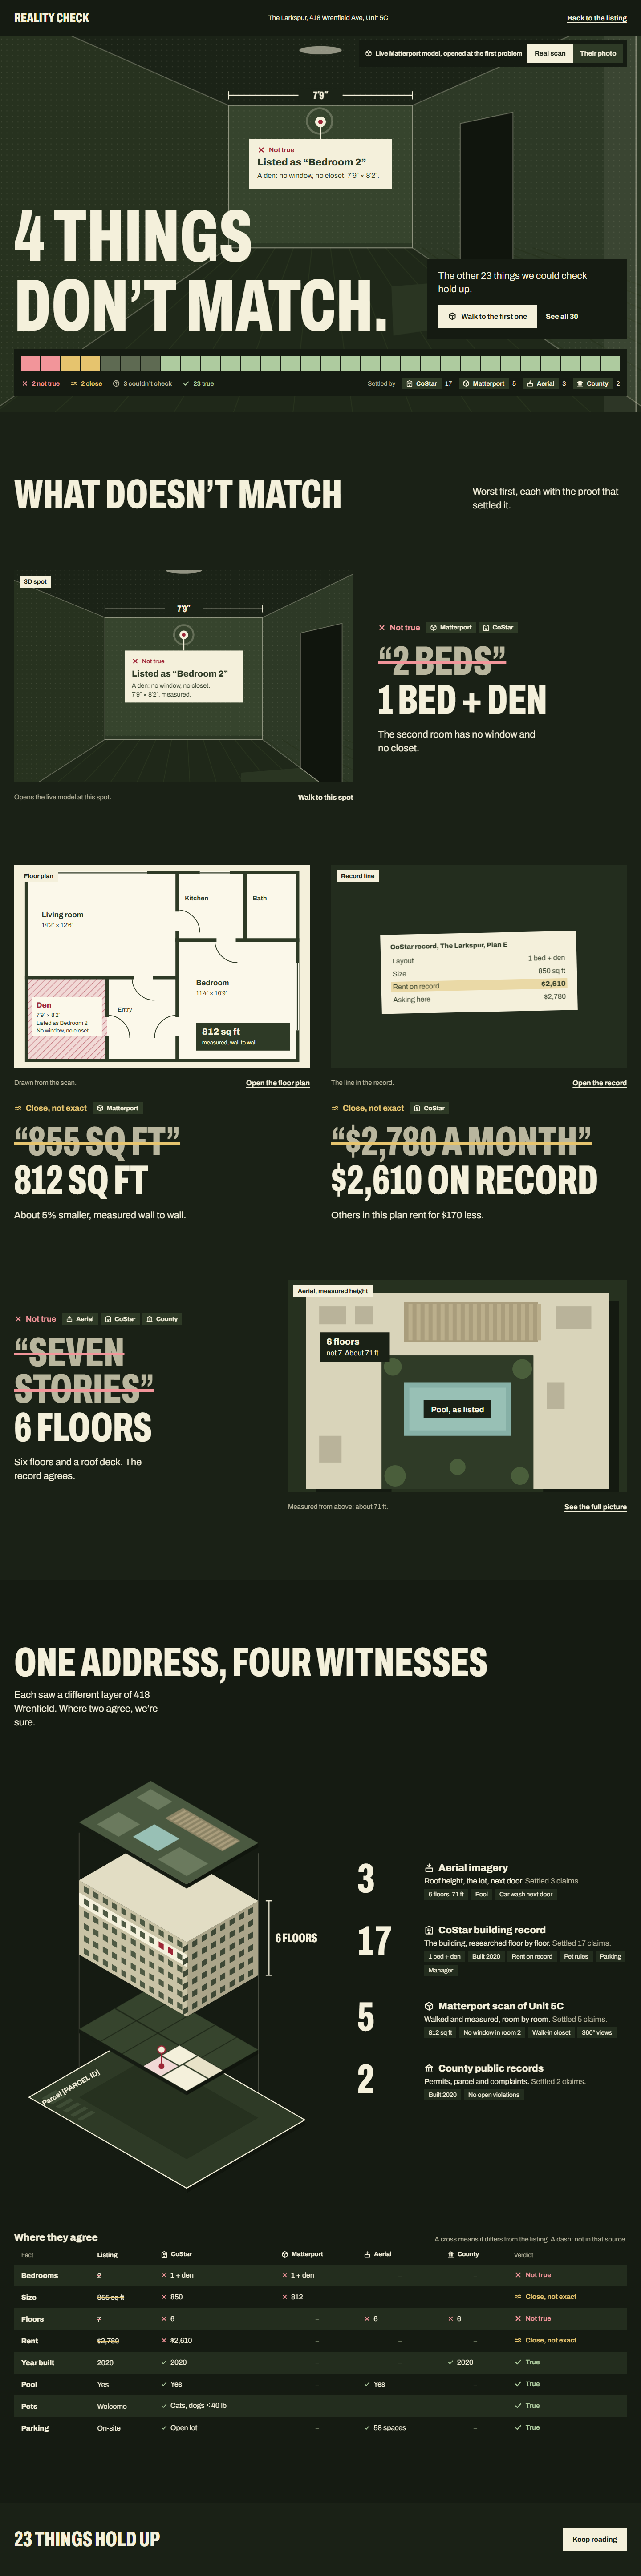 REALITY CHECK
The Larkspur, 418 Wrenfield Ave, Unit 5C
Back to the listing
Live Matterport model, opened at the first problem
Real scan
Their photo
7'9"
Not true
Listed as “Bedroom 2”
A den: no window, no closet. 7'9" × 8'2".
4 THINGS
DON’T MATCH.
The other 23 things we could check
hold up.
Walk to the first one
See all 30
2 not true
2 close
3 couldn’t check
23 true
Settled by
CoStar 17
Matterport 5
Aerial 3
County 2
WHAT DOESN’T MATCH
Worst first, each with the proof that
settled it.
3D spot
7'9"
Not true
Listed as “Bedroom 2”
A den: no window, no closet.
7'9" × 8'2", measured.
Opens the live model at this spot.
Walk to this spot
Not true
Matterport
CoStar
“2 BEDS”
1 BED + DEN
The second room has no window and
no closet.
Floor plan
Living room
14'2" × 12'6"
Kitchen
Bath
Bedroom
11'4" × 10'9"
Den
7'9" × 8'2"
Listed as Bedroom 2
No window, no closet
Entry
812 sq ft
measured, wall to wall
Drawn from the scan.
Open the floor plan
Close, not exact
Matterport
“855 SQ FT”
812 SQ FT
About 5% smaller, measured wall to wall.
Record line
CoStar record, The Larkspur, Plan E
Layout 1 bed + den
Size 850 sq ft
Rent on record $2,610
Asking here $2,780
The line in the record.
Open the record
Close, not exact
CoStar
“$2,780 A MONTH”
$2,610 ON RECORD
Others in this plan rent for $170 less.
Not true
Aerial
CoStar
County
“SEVEN
STORIES”
6 FLOORS
Six floors and a roof deck. The
record agrees.
Aerial, measured height
6 floors
not 7. About 71 ft.
Pool, as listed
Measured from above: about 71 ft.
See the full picture
ONE ADDRESS, FOUR WITNESSES
Each saw a different layer of 418
Wrenfield. Where two agree, we’re
sure.
6 FLOORS
Parcel [PARCEL ID]
3
Aerial imagery
Roof height, the lot, next door. Settled 3 claims.
6 floors, 71 ft
Pool
Car wash next door
17
CoStar building record
The building, researched floor by floor. Settled 17 claims.
1 bed + den
Built 2020
Rent on record
Pet rules
Parking
Manager
5
Matterport scan of Unit 5C
Walked and measured, room by room. Settled 5 claims.
812 sq ft
No window in room 2
Walk-in closet
360° views
2
County public records
Permits, parcel and complaints. Settled 2 claims.
Built 2020
No open violations
Where they agree
A cross means it differs from the listing. A dash: not in that source.
Fact Listing CoStar Matterport Aerial County Verdict
Bedrooms 2 1 + den 1 + den – – Not true
Size 855 sq ft 850 812 – – Close, not exact
Floors 7 6 – 6 6 Not true
Rent $2,780 $2,610 – – – Close, not exact
Year built 2020 2020 – – 2020 True
Pool Yes Yes – Yes – True
Pets Welcome Cats, dogs ≤ 40 lb – – – True
Parking On-site Open lot – 58 spaces – True
23 THINGS HOLD UP
Keep reading